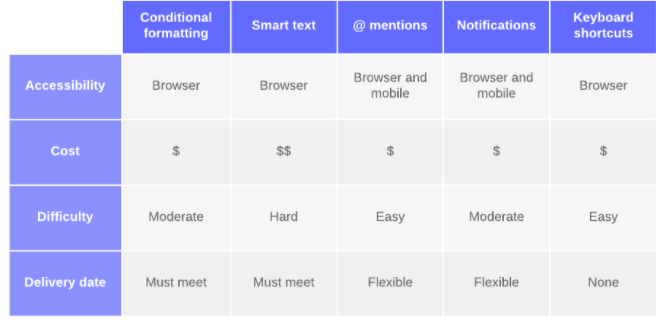 Conditional formatting
Smart text
@ mentions
Notifications
Keyboard shortcuts
Accessibility
Browser
Browser
Browser and mobile
Browser and mobile
Browser
Cost
$
$$
$
$
$
Difficulty
Moderate
Hard
Easy
Moderate
Easy
Delivery date
Must meet
Must meet
Flexible
Flexible
None